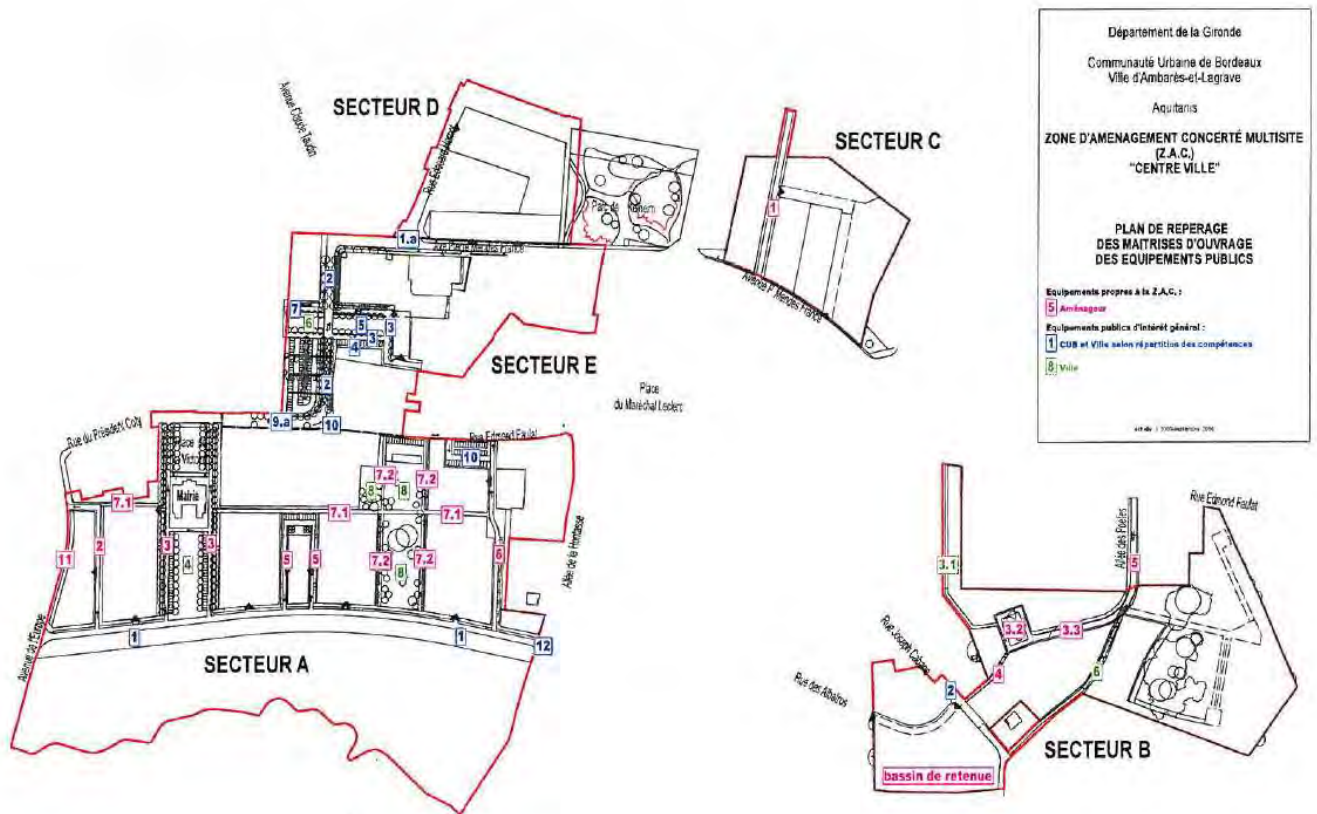 Département de la Gironde
Communauté Urbaine de Bordeaux
Ville d'Ambarès-et-Lagrave
Aquitanis
ZONE D'AMENAGEMENT CONCERTÉ MULTISITE
(Z.A.C.)
"CENTRE VILLE"
PLAN DE REPERAGE
DES MAITRISES D'OUVRAGE
DES EQUIPEMENTS PUBLICS
Equipements propres à la Z.A.C. :
5 Aménageur
Equipements publics d'intérêt général :
1 CUB et Ville selon répartition des compétences
8 Ville
SECTEUR D
Avenue Claude Taudin
Parc de
1.a
SECTEUR C
1
Avenue P. Mendes France
2
7
6
5
3
4
3
2
SECTEUR E
Place
du Maréchal Leclerc
9.a
10
Rue du Président Coty
Rue Edmond Faulat
10
Mairie
7.2
7.2
8
8
7.1
7.1
7.1
11
2
3
3
4
5
5
7.2
7.2
8
6
Avenue de l'Europe
1
1
12
SECTEUR A
Rue Edmond Faulat
Allée des Poetes
3.1
5
3.2
3.3
Rue Joseph Cabane
Rue des Albatros
4
2
6
SECTEUR B
bassin de retenue